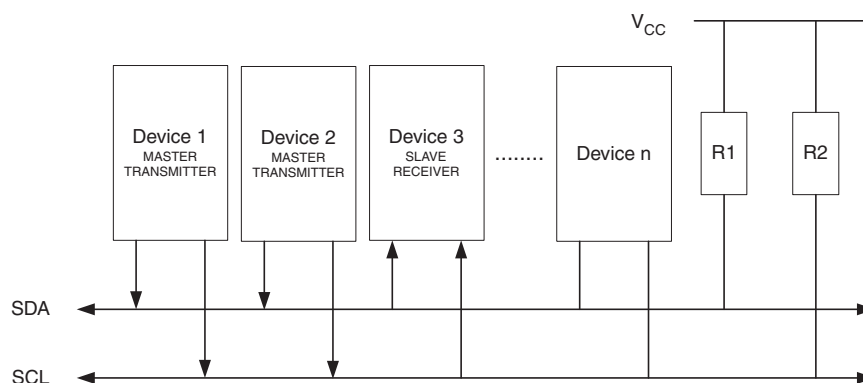 V_CC
Device 1
MASTER
TRANSMITTER
Device 2
MASTER
TRANSMITTER
Device 3
SLAVE
RECEIVER
........
Device n
R1
R2
SDA
SCL